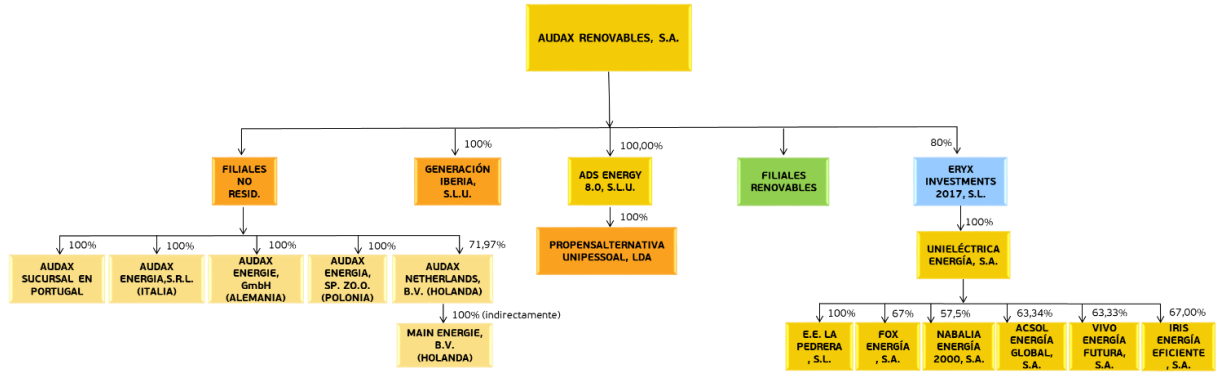 AUDAX RENOVABLES, S.A.
100%
100,00%
80%
FILIALES
NO
RESID.
GENERACIÓN
IBERIA,
S.L.U.
ADS ENERGY
8.0, S.L.U.
FILIALES
RENOVABLES
ERYX
INVESTMENTS
2017, S.L.
100%
100%
PROPENSALTERNATIVA
UNIPESSOAL, LDA
UNIELÉCTRICA
ENERGÍA, S.A.
100%
100%
100%
100%
71,97%
AUDAX
SUCURSAL EN
PORTUGAL
AUDAX
ENERGIA,S.R.L.
(ITALIA)
AUDAX
ENERGIE,
GmbH
(ALEMANIA)
AUDAX
ENERGIA,
SP. ZO.O.
(POLONIA)
AUDAX
NETHERLANDS,
B.V. (HOLANDA)
100% (indirectamente)
MAIN ENERGIE,
B.V.
(HOLANDA)
100%
67%
57,5%
63,34%
63,33%
67,00%
E.E. LA
PEDRERA
, S.L.
FOX
ENERGÍA
, S.A.
NABALIA
ENERGÍA
2000, S.A.
ACSOL
ENERGÍA
GLOBAL,
S.A.
VIVO
ENERGÍA
FUTURA,
S.A.
IRIS
ENERGÍA
EFICIENTE
, S.A.